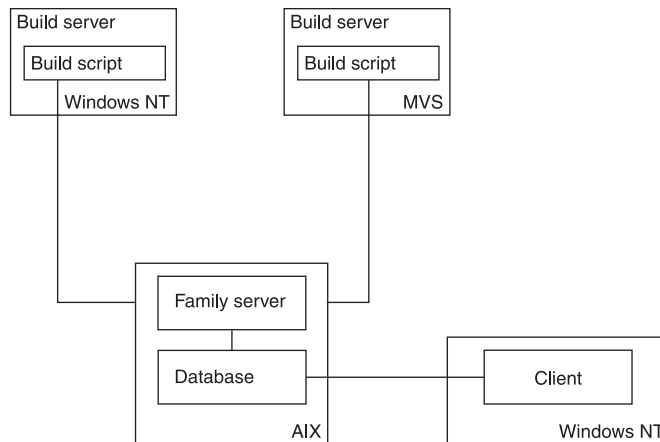 Build server
Build script
Windows NT
Build server
Build script
MVS
Family server
Database
AIX
Client
Windows NT